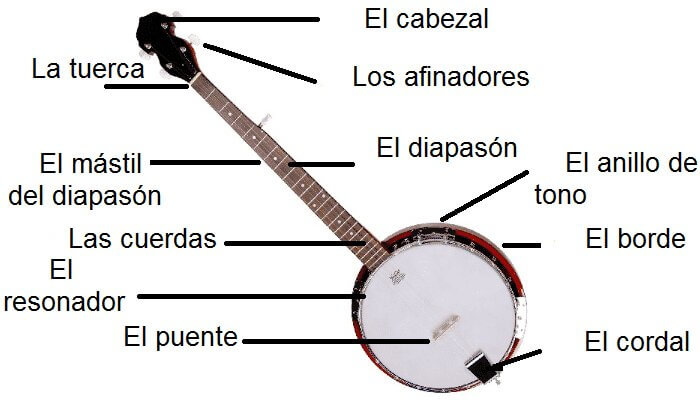 El cabezal
La tuerca
Los afinadores
El diapasón
El mástil
del diapasón
El anillo de
tono
Las cuerdas
El borde
El
resonador
El puente
El cordal